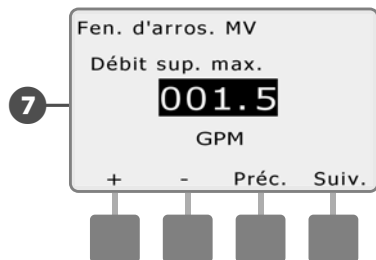 Fen. d'arros. MV
Débit sup. max.
7
001.5
GPM
+ - Préc. Suiv.